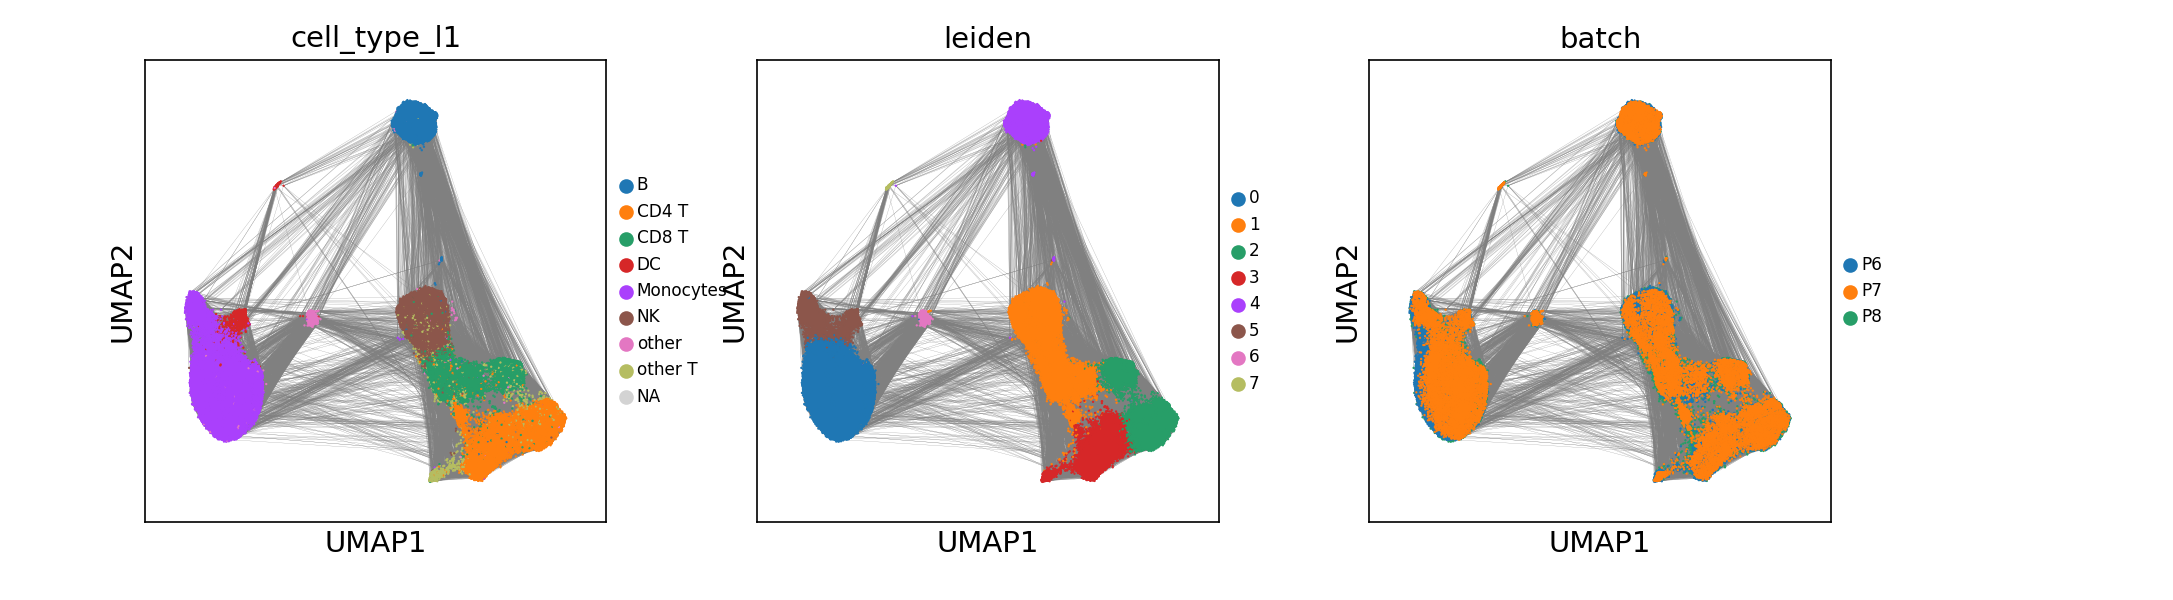 cell_type_l1
UMAP2
UMAP1
B
CD4 T
CD8 T
DC
Monocytes
NK
other
other T
NA
leiden
UMAP2
UMAP1
0
1
2
3
4
5
6
7
batch
UMAP2
UMAP1
P6
P7
P8